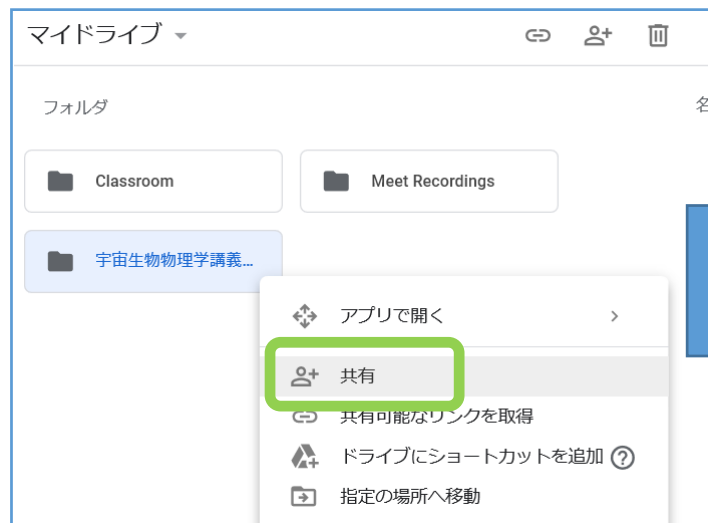 マイドライブ
フォルダ
名
Classroom
Meet Recordings
宇宙生物物理学講義...
アプリで開く
共有
共有可能なリンクを取得
ドライブにショートカットを追加
指定の場所へ移動